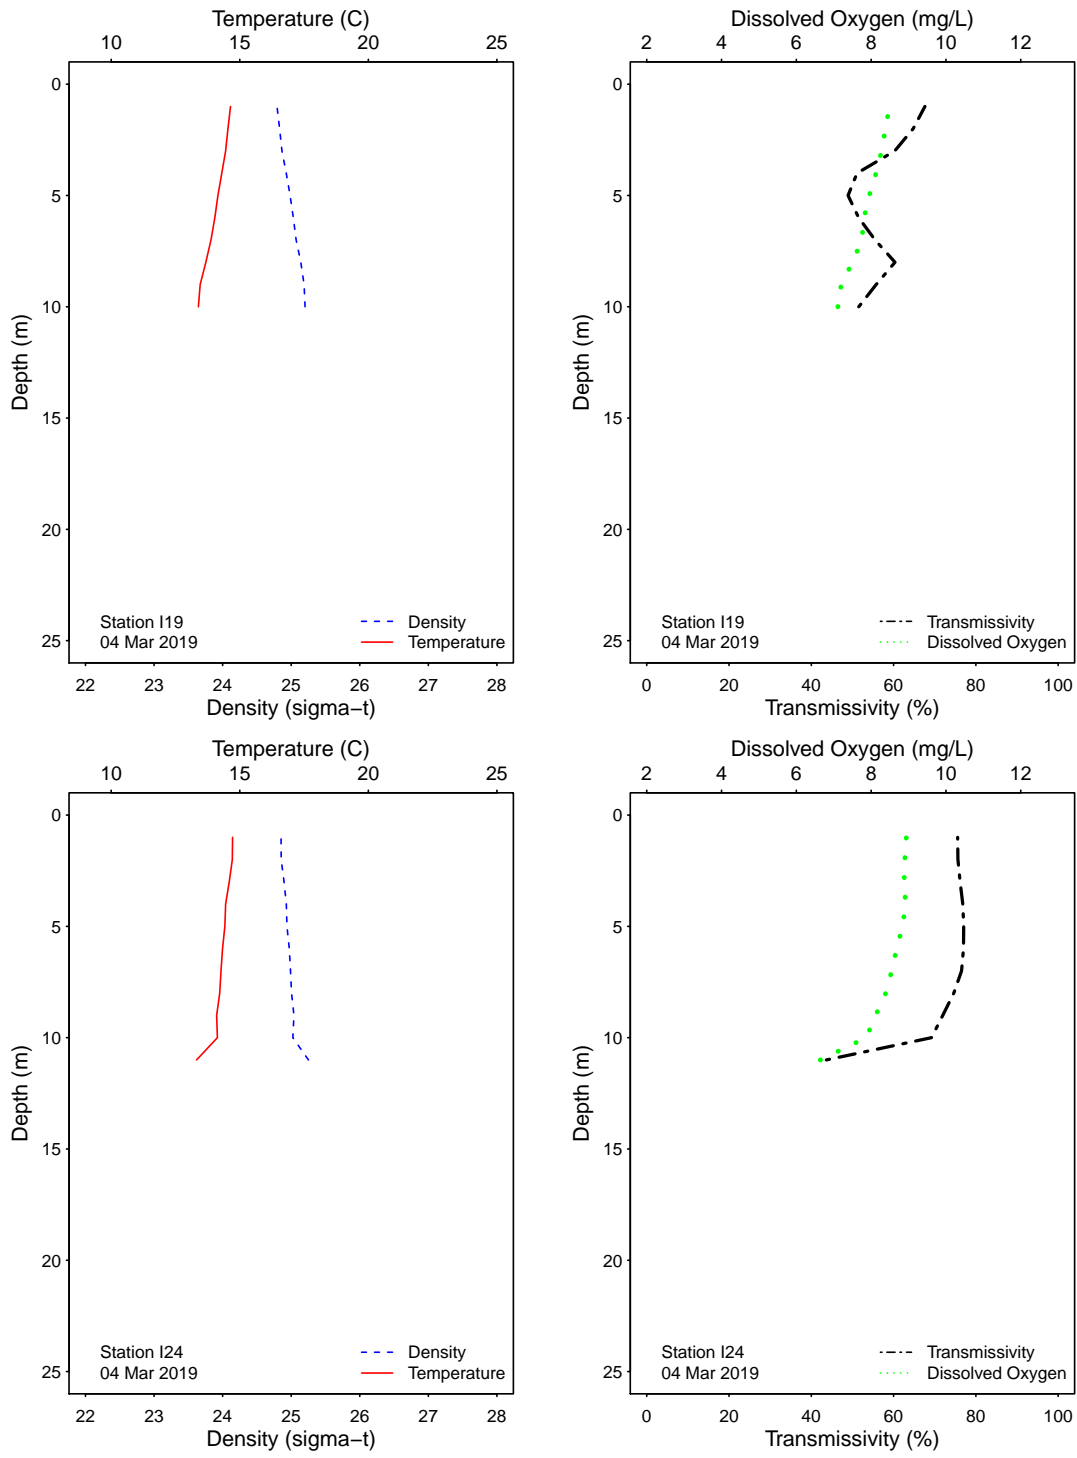 Temperature (C)
10 15 20 25
0
5
10
15
20
25
Depth (m)
Station I19
04 Mar 2019
Density
Temperature
22 23 24 25 26 27 28
Density (sigma−t)
Dissolved Oxygen (mg/L)
2 4 6 8 10 12
0
5
10
15
20
25
Depth (m)
Station I19
04 Mar 2019
Transmissivity
Dissolved Oxygen
0 20 40 60 80 100
Transmissivity (%)
Temperature (C)
10 15 20 25
0
5
10
15
20
25
Depth (m)
Station I24
04 Mar 2019
Density
Temperature
22 23 24 25 26 27 28
Density (sigma−t)
Dissolved Oxygen (mg/L)
2 4 6 8 10 12
0
5
10
15
20
25
Depth (m)
Station I24
04 Mar 2019
Transmissivity
Dissolved Oxygen
0 20 40 60 80 100
Transmissivity (%)